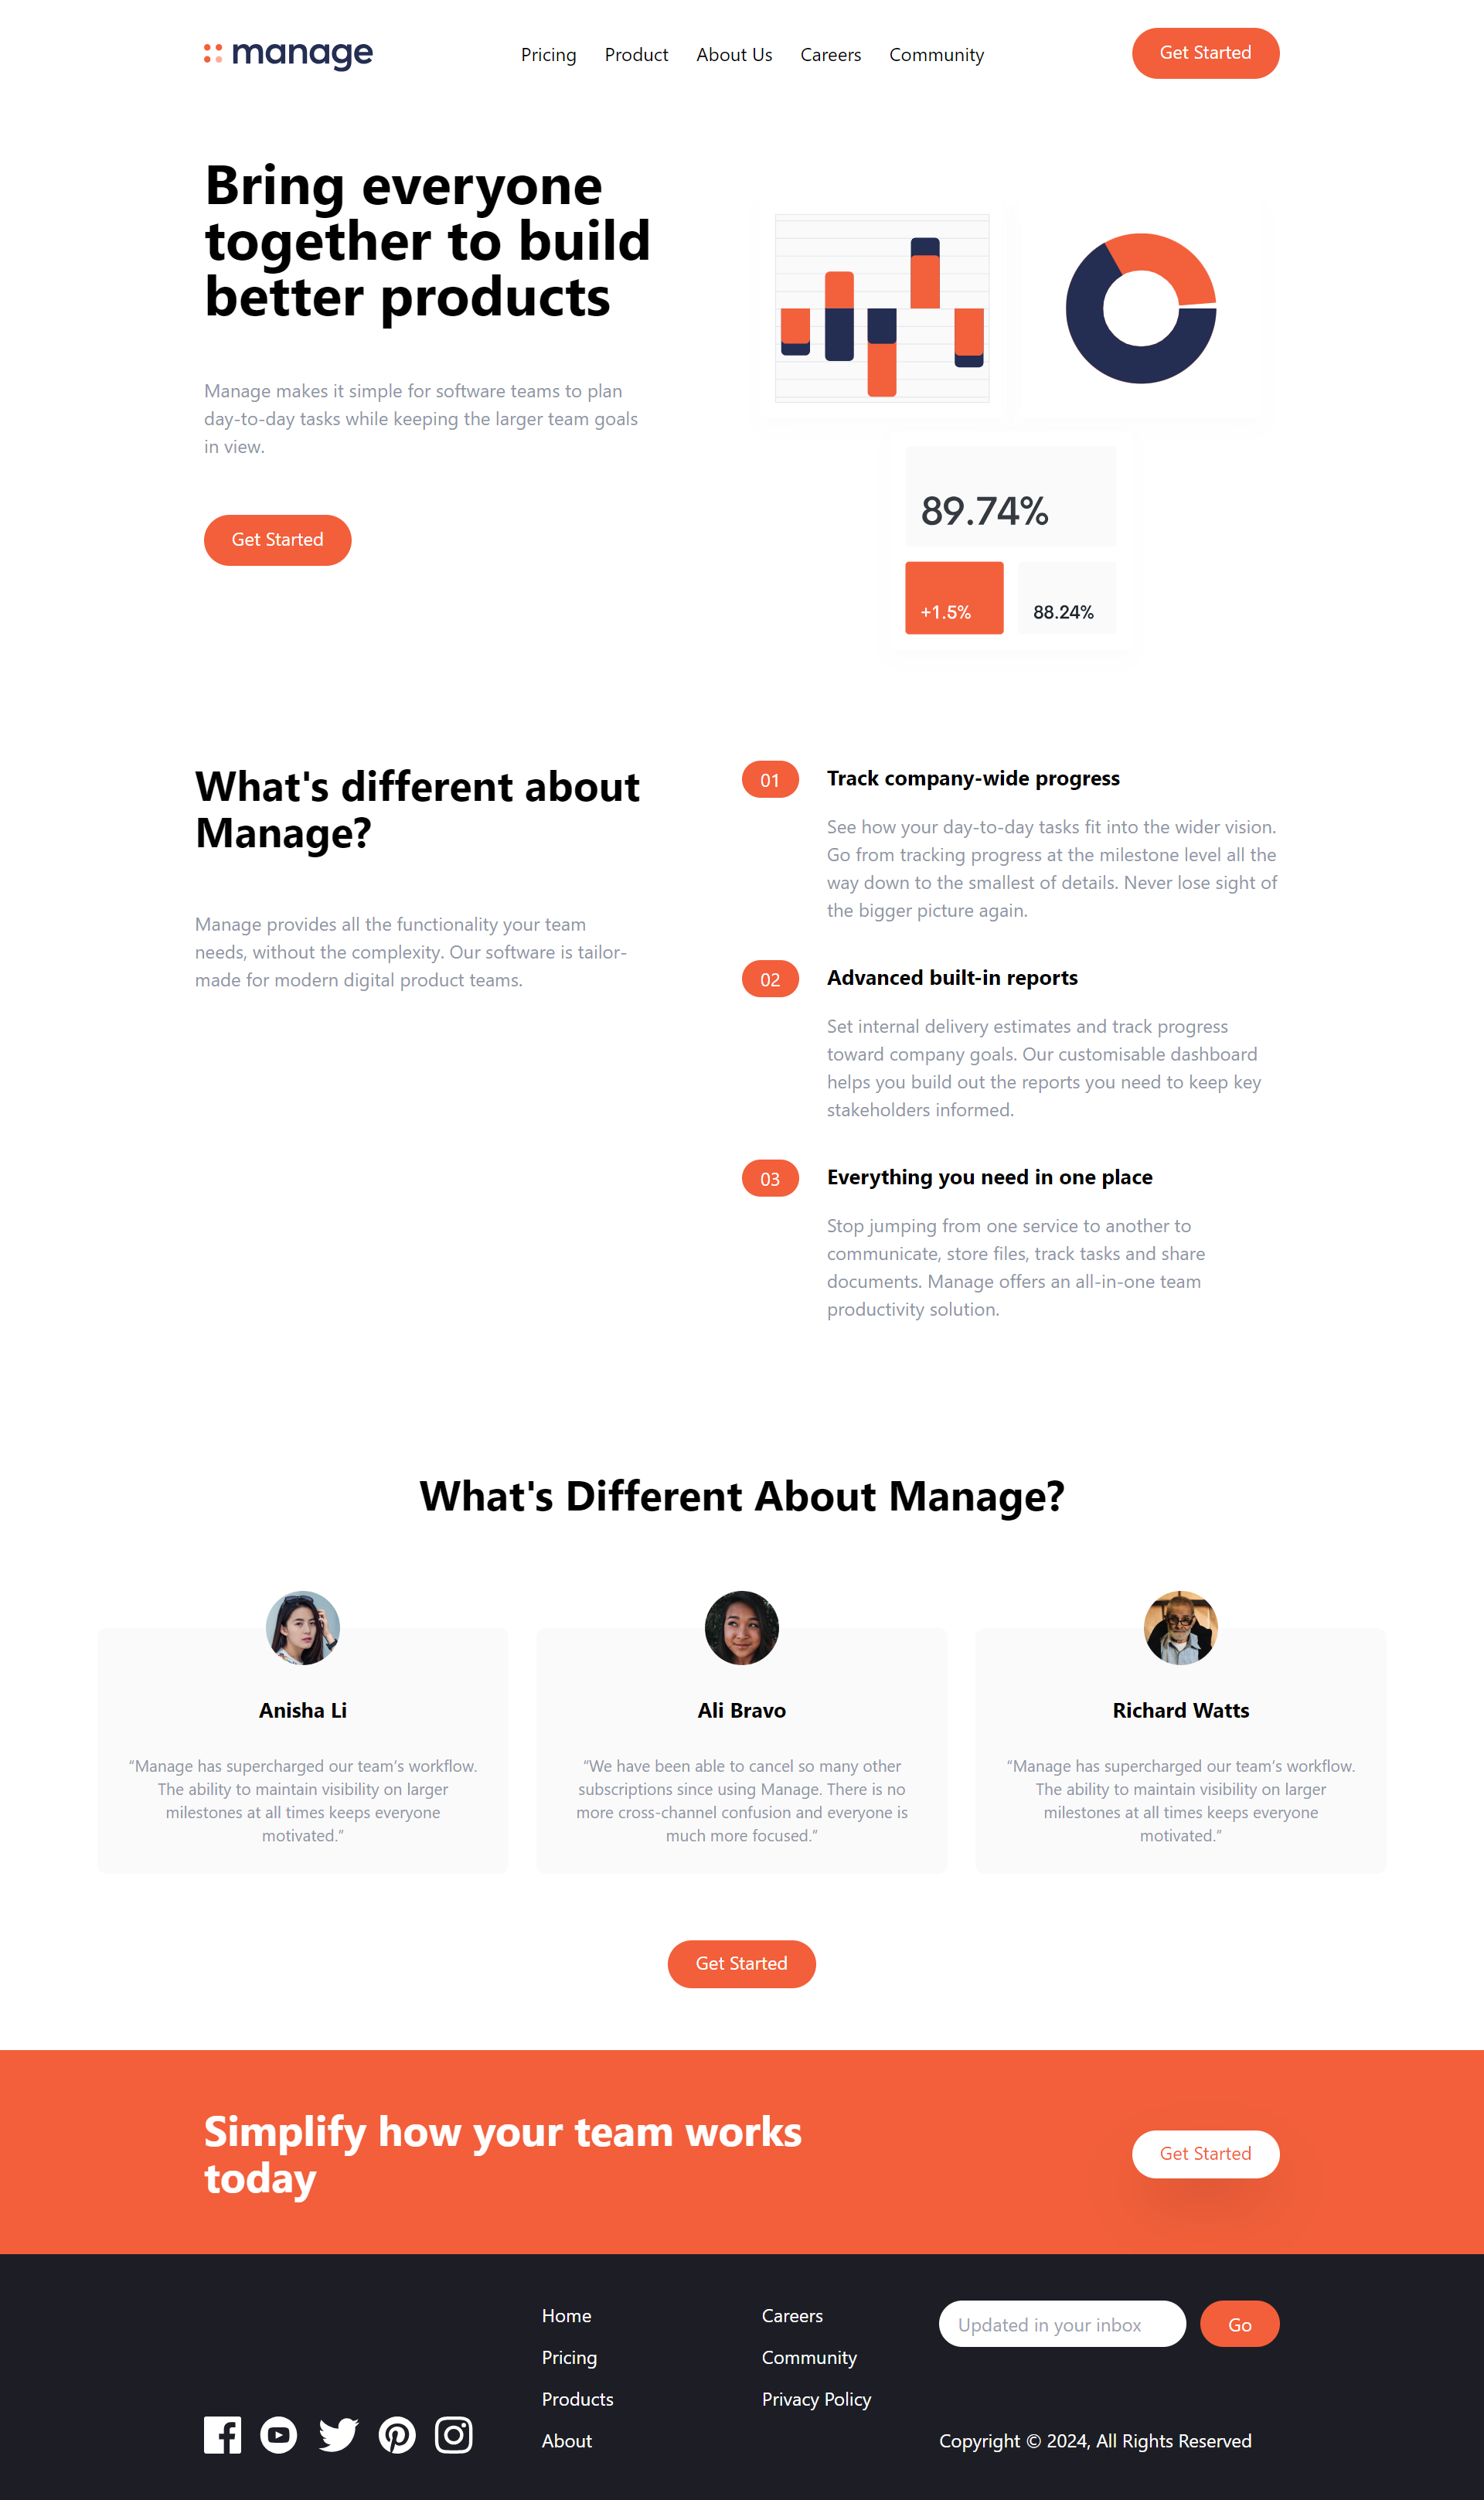 manage
Pricing Product About Us Careers Community
Get Started
Bring everyone
together to build
better products
Manage makes it simple for software teams to plan
day-to-day tasks while keeping the larger team goals
in view.
Get Started
89.74%
+1.5%
88.24%
What's different about
Manage?
Manage provides all the functionality your team
needs, without the complexity. Our software is tailor-
made for modern digital product teams.
01
Track company-wide progress
See how your day-to-day tasks fit into the wider vision.
Go from tracking progress at the milestone level all the
way down to the smallest of details. Never lose sight of
the bigger picture again.
02
Advanced built-in reports
Set internal delivery estimates and track progress
toward company goals. Our customisable dashboard
helps you build out the reports you need to keep key
stakeholders informed.
03
Everything you need in one place
Stop jumping from one service to another to
communicate, store files, track tasks and share
documents. Manage offers an all-in-one team
productivity solution.
What's Different About Manage?
Anisha Li
“Manage has supercharged our team’s workflow.
The ability to maintain visibility on larger
milestones at all times keeps everyone
motivated.”
Ali Bravo
“We have been able to cancel so many other
subscriptions since using Manage. There is no
more cross-channel confusion and everyone is
much more focused.”
Richard Watts
“Manage has supercharged our team’s workflow.
The ability to maintain visibility on larger
milestones at all times keeps everyone
motivated.”
Get Started
Simplify how your team works
today
Get Started
Home
Pricing
Products
About
Careers
Community
Privacy Policy
Updated in your inbox
Go
Copyright © 2024, All Rights Reserved